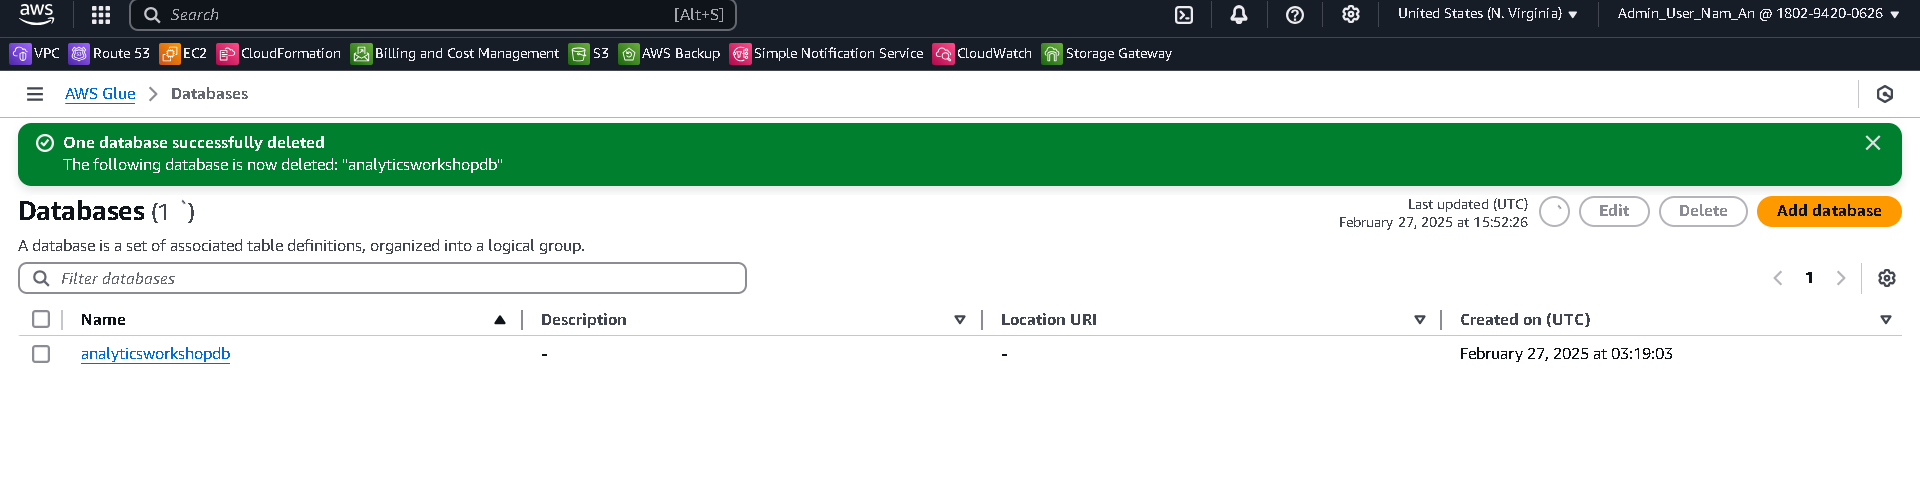 aws
Search [Alt+S] United States (N. Virginia) Admin_User_Nam_An @ 1802-9420-0626
VPC Route 53 EC2 CloudFormation Billing and Cost Management S3 AWS Backup Simple Notification Service CloudWatch Storage Gateway
AWS Glue Databases
One database successfully deleted
The following database is now deleted: "analyticsworkshopdb"
Databases (1)
Last updated (UTC)
February 27, 2025 at 15:52:26
Edit Delete Add database
A database is a set of associated table definitions, organized into a logical group.
Filter databases 1
Name Description Location URI Created on (UTC)
analyticsworkshopdb - - February 27, 2025 at 03:19:03